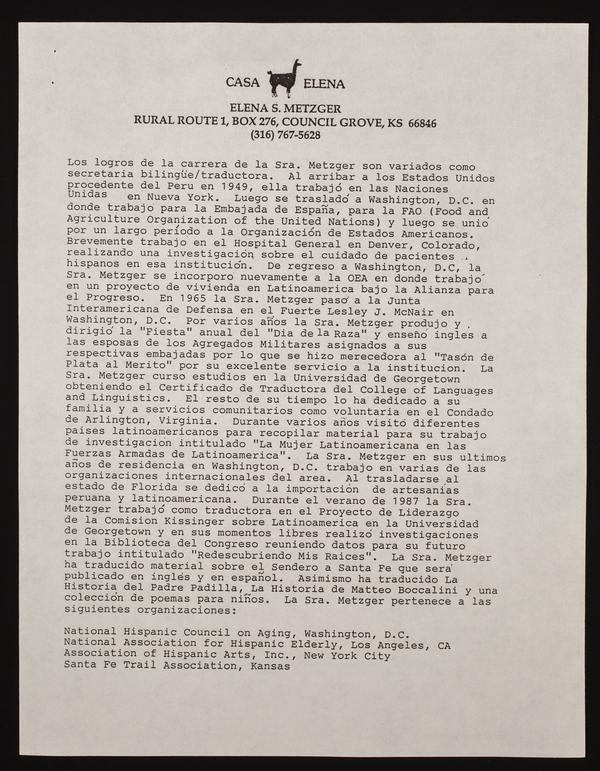 CASA ELENA
ELENA S. METZGER
RURAL ROUTE 1, BOX 276, COUNCIL GROVE, KS 66846
(316) 767-5628
Los logros de la carrera de la Sra. Metzger son variados como
secretaria bilingüe/traductora. Al arribar a los Estados Unidos
procedente del Peru en 1949, ella trabajó en las Naciones
Unidas en Nueva York. Luego se trasladó a Washington, D.C. en
donde trabajo para la Embajada de España, para la FAO (Food and
Agriculture Organization of the United Nations) y luego se unió
por un largo período a la Organización de Estados Americanos.
Brevemente trabajo en el Hospital General en Denver, Colorado,
realizando una investigación sobre el cuidado de pacientes
hispanos en esa institución. De regreso a Washington, D.C, la
Sra. Metzger se incorporo nuevamente a la OEA en donde trabajó
en un proyecto de vivienda en Latinoamerica bajo la Alianza para
el Progreso. En 1965 la Sra. Metzger pasó a la Junta
Interamericana de Defensa en el Fuerte Lesley J. McNair en
Washington, D.C. Por varios años la Sra. Metzger produjo y
dirigió la "Fiesta" anual del "Dia de la Raza" y enseñó ingles a
las esposas de los Agregados Militares asignados a sus
respectivas embajadas por lo que se hizo merecedora al "Tasón de
Plata al Merito" por su excelente servicio a la institucion. La
Sra. Metzger curso estudios en la Universidad de Georgetown
obteniendo el Certificado de Traductora del College of Languages
and Linguistics. El resto de su tiempo lo ha dedicado a su
familia y a servicios comunitarios como voluntaria en el Condado
de Arlington, Virginia. Durante varios años visitó diferentes
paises latinoamericanos para recopilar material para su trabajo
de investigación intitulado "La Mujer Latinoamericana en las
Fuerzas Armadas de Latinoamerica". La Sra. Metzger en sus ultimos
años de residencia en Washington, D.C. trabajo en varias de las
organizaciones internacionales del area. Al trasladarse al
estado de Florida se dedicó a la importación de artesanías
peruana y latinoamericana. Durante el verano de 1987 la Sra.
Metzger trabajó como traductora en el Proyecto de Liderazgo
de la Comision Kissinger sobre Latinoamerica en la Universidad
de Georgetown y en sus momentos libres realizó investigaciones
en la Biblioteca del Congreso reuniendo datos para su futuro
trabajo intitulado "Redescubriendo Mis Raices". La Sra. Metzger
ha traducido material sobre el Sendero a Santa Fe que será
publicado en inglés y en español. Asimismo ha traducido La
Historia del Padre Padilla, La Historia de Matteo Boccalini y una
colección de poemas para niños. La Sra. Metzger pertenece a las
siguientes organizaciones:
National Hispanic Council on Aging, Washington, D.C.
National Association for Hispanic Elderly, Los Angeles, CA
Association of Hispanic Arts, Inc., New York City
Santa Fe Trail Association, Kansas